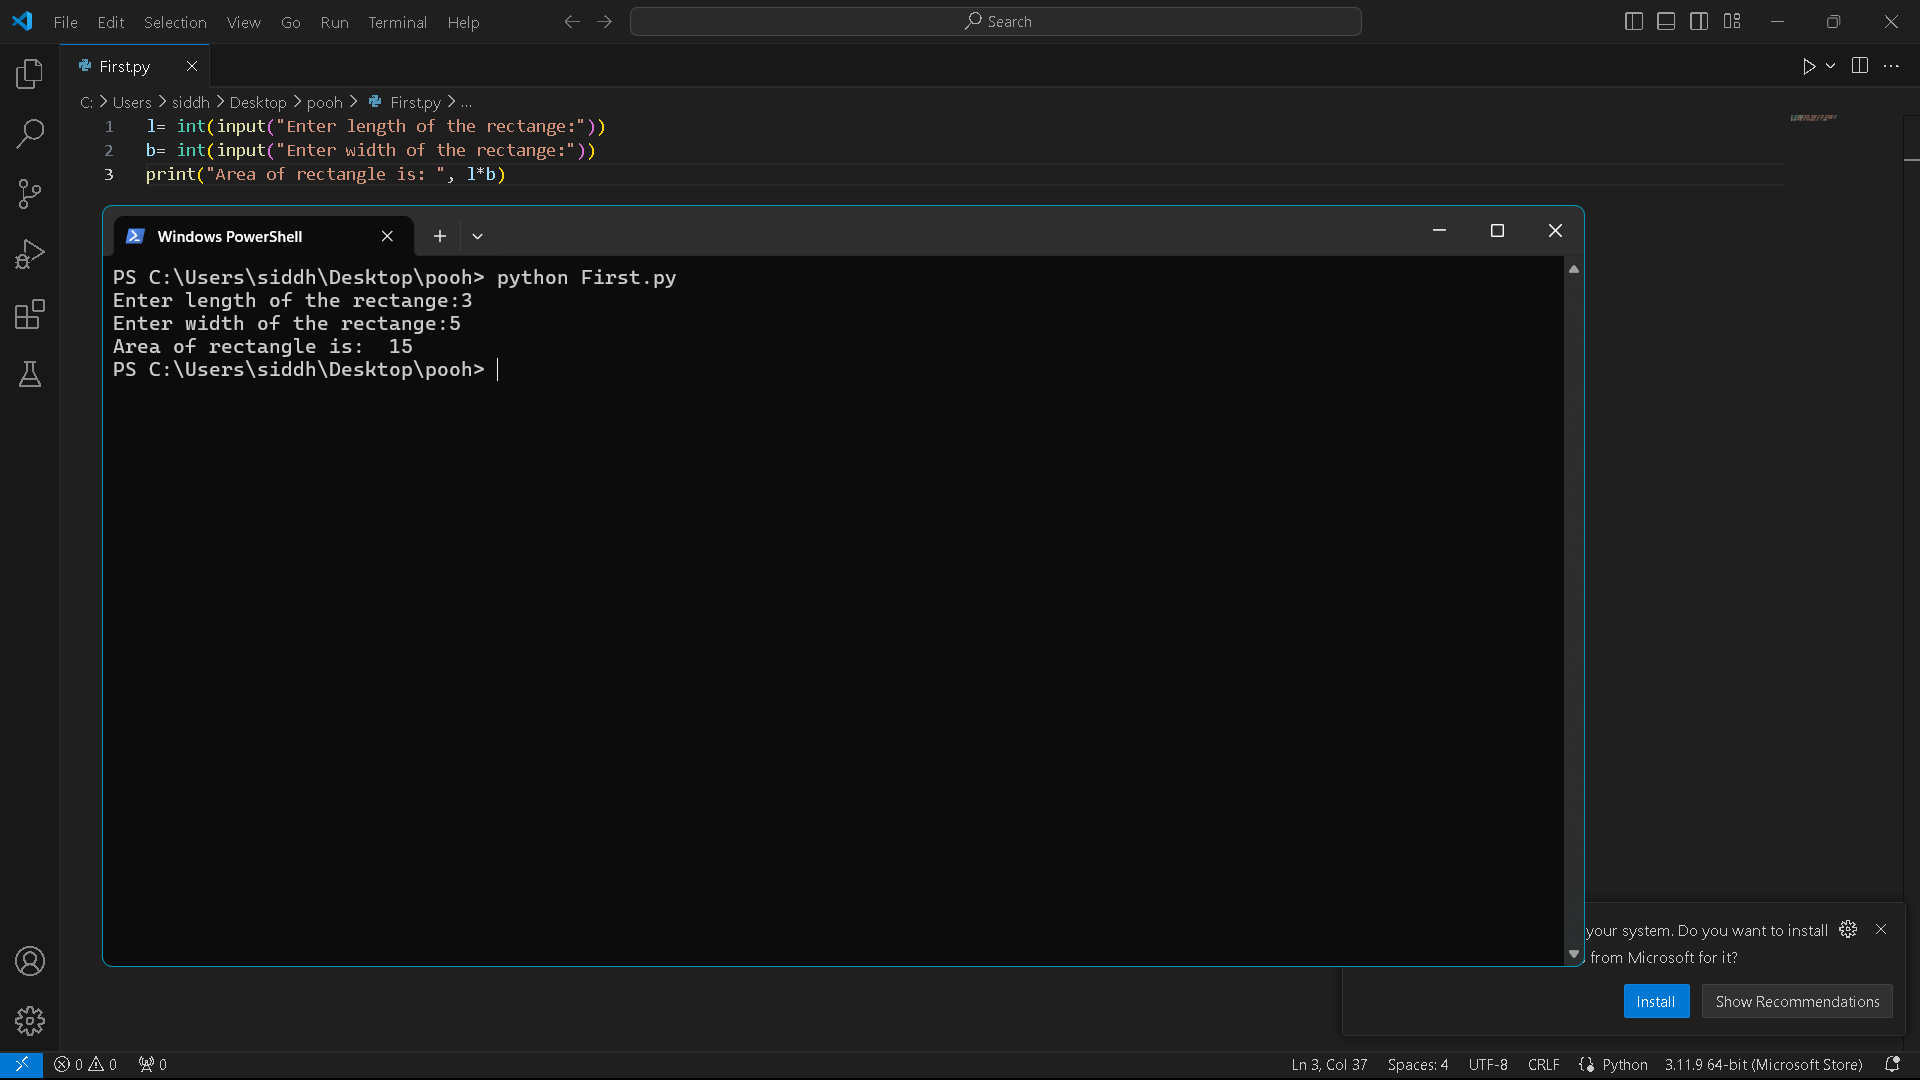 File Edit Selection View Go Run Terminal Help Search
First.py
C: > Users > siddh > Desktop > pooh > First.py > ...
1 l= int(input("Enter length of the rectange:"))
2 b= int(input("Enter width of the rectange:"))
3 print("Area of rectangle is: ", l*b)
Windows PowerShell
PS C:\Users\siddh\Desktop\pooh> python First.py
Enter length of the rectange:3
Enter width of the rectange:5
Area of rectangle is:  15
PS C:\Users\siddh\Desktop\pooh>
your system. Do you want to install
from Microsoft for it?
Install Show Recommendations
0 0 0 Ln 3, Col 37 Spaces: 4 UTF-8 CRLF Python 3.11.9 64-bit (Microsoft Store)